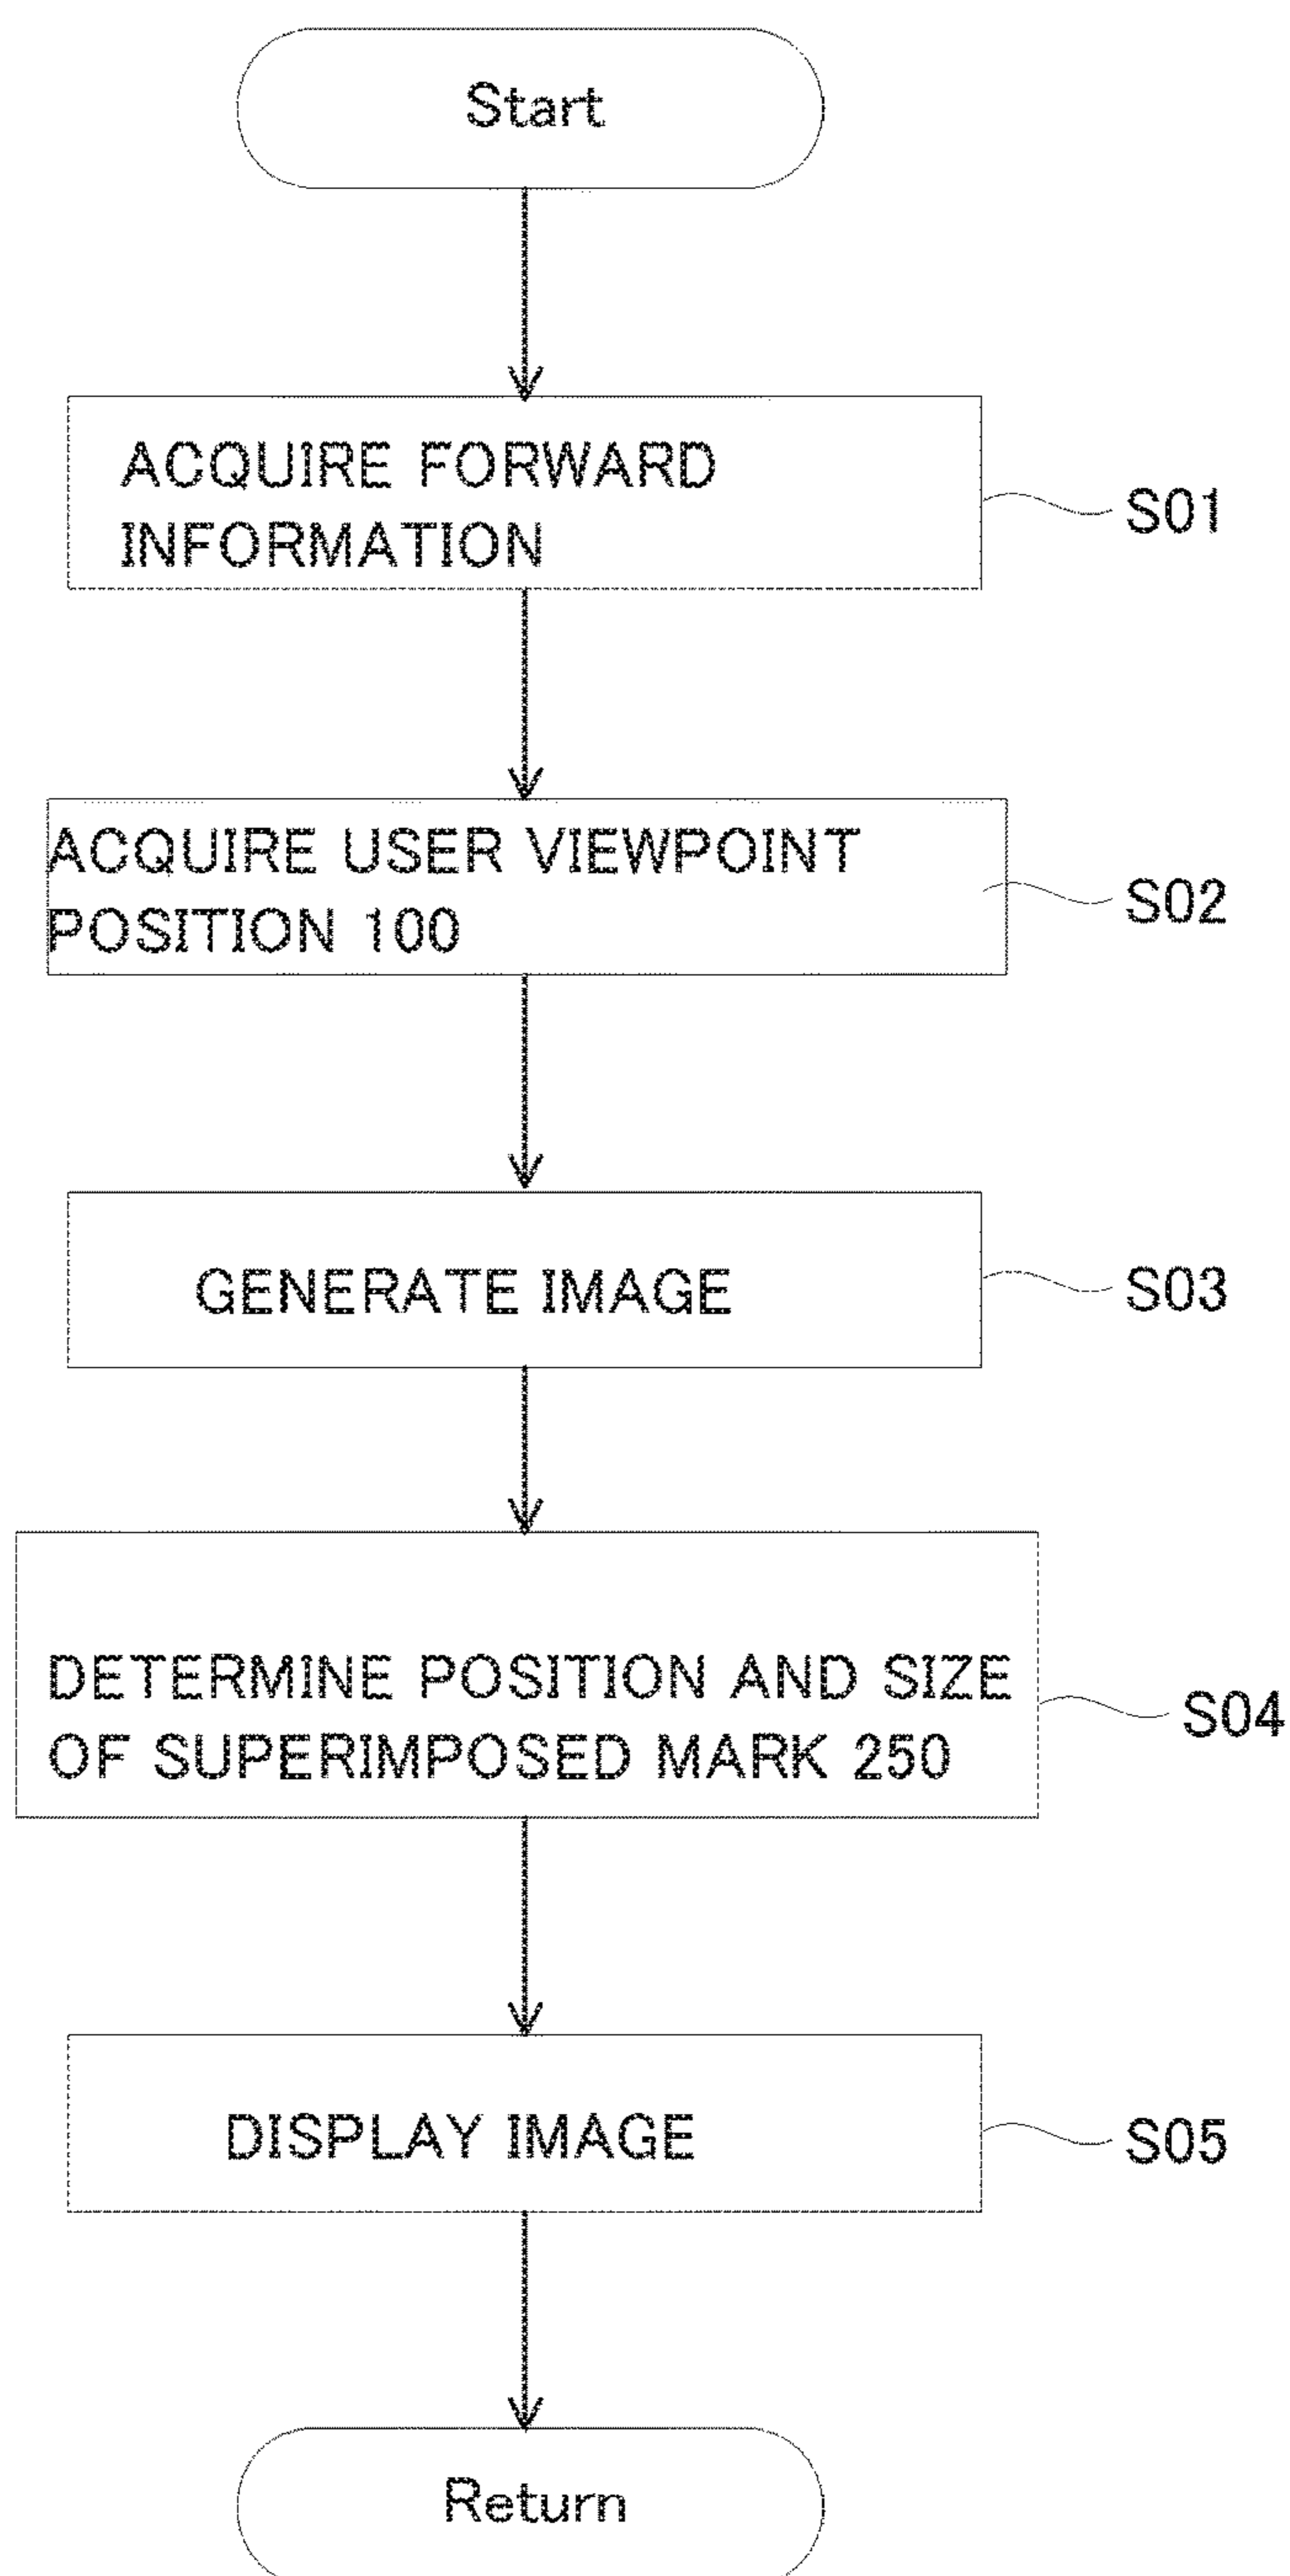 Start
ACQUIRE FORWARD
INFORMATION
S01
ACQUIRE USER VIEWPOINT
POSITION 100
S02
GENERATE IMAGE
S03
DETERMINE POSITION AND SIZE
OF SUPERIMPOSED MARK 250
S04
DISPLAY IMAGE
S05
Return